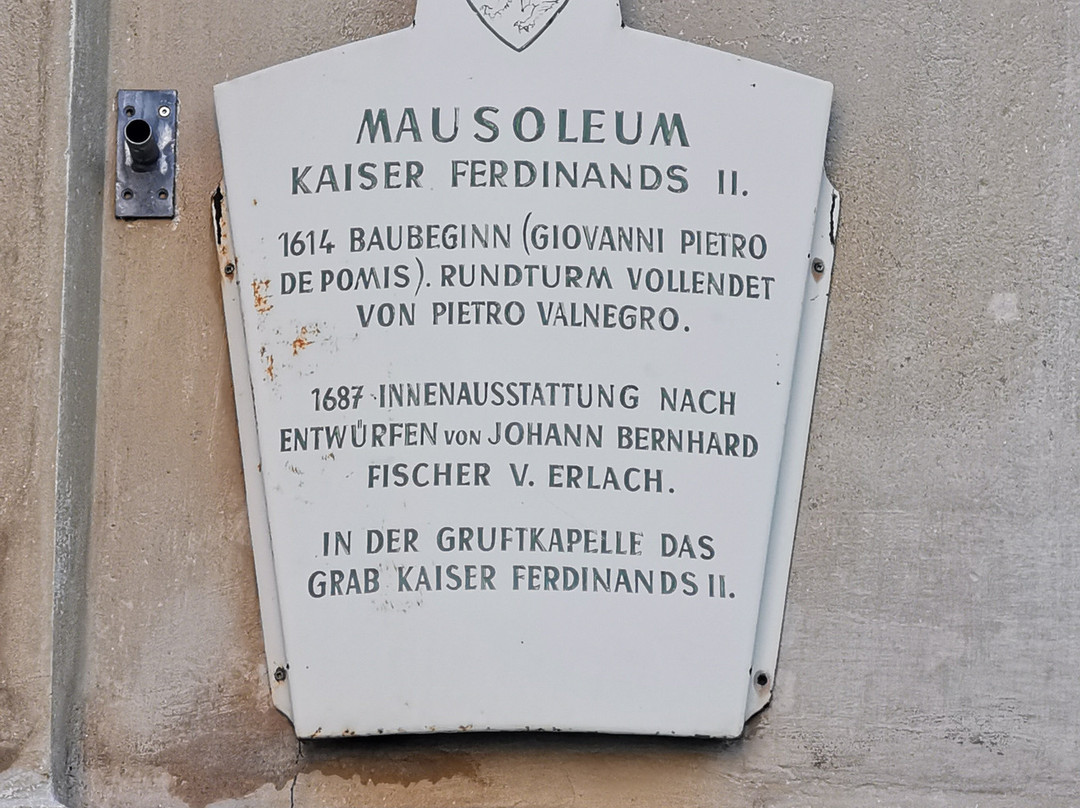 MAUSOLEUM
KAISER FERDINANDS II.
1614 BAUBEGINN (GIOVANNI PIETRO
DE POMIS). RUNDTURM VOLLENDET
VON PIETRO VALNEGRO.
1687 INNENAUSSTATTUNG NACH
ENTWÜRFEN VON JOHANN BERNHARD
FISCHER V. ERLACH.
IN DER GRUFTKAPELLE DAS
GRAB KAISER FERDINANDS II.